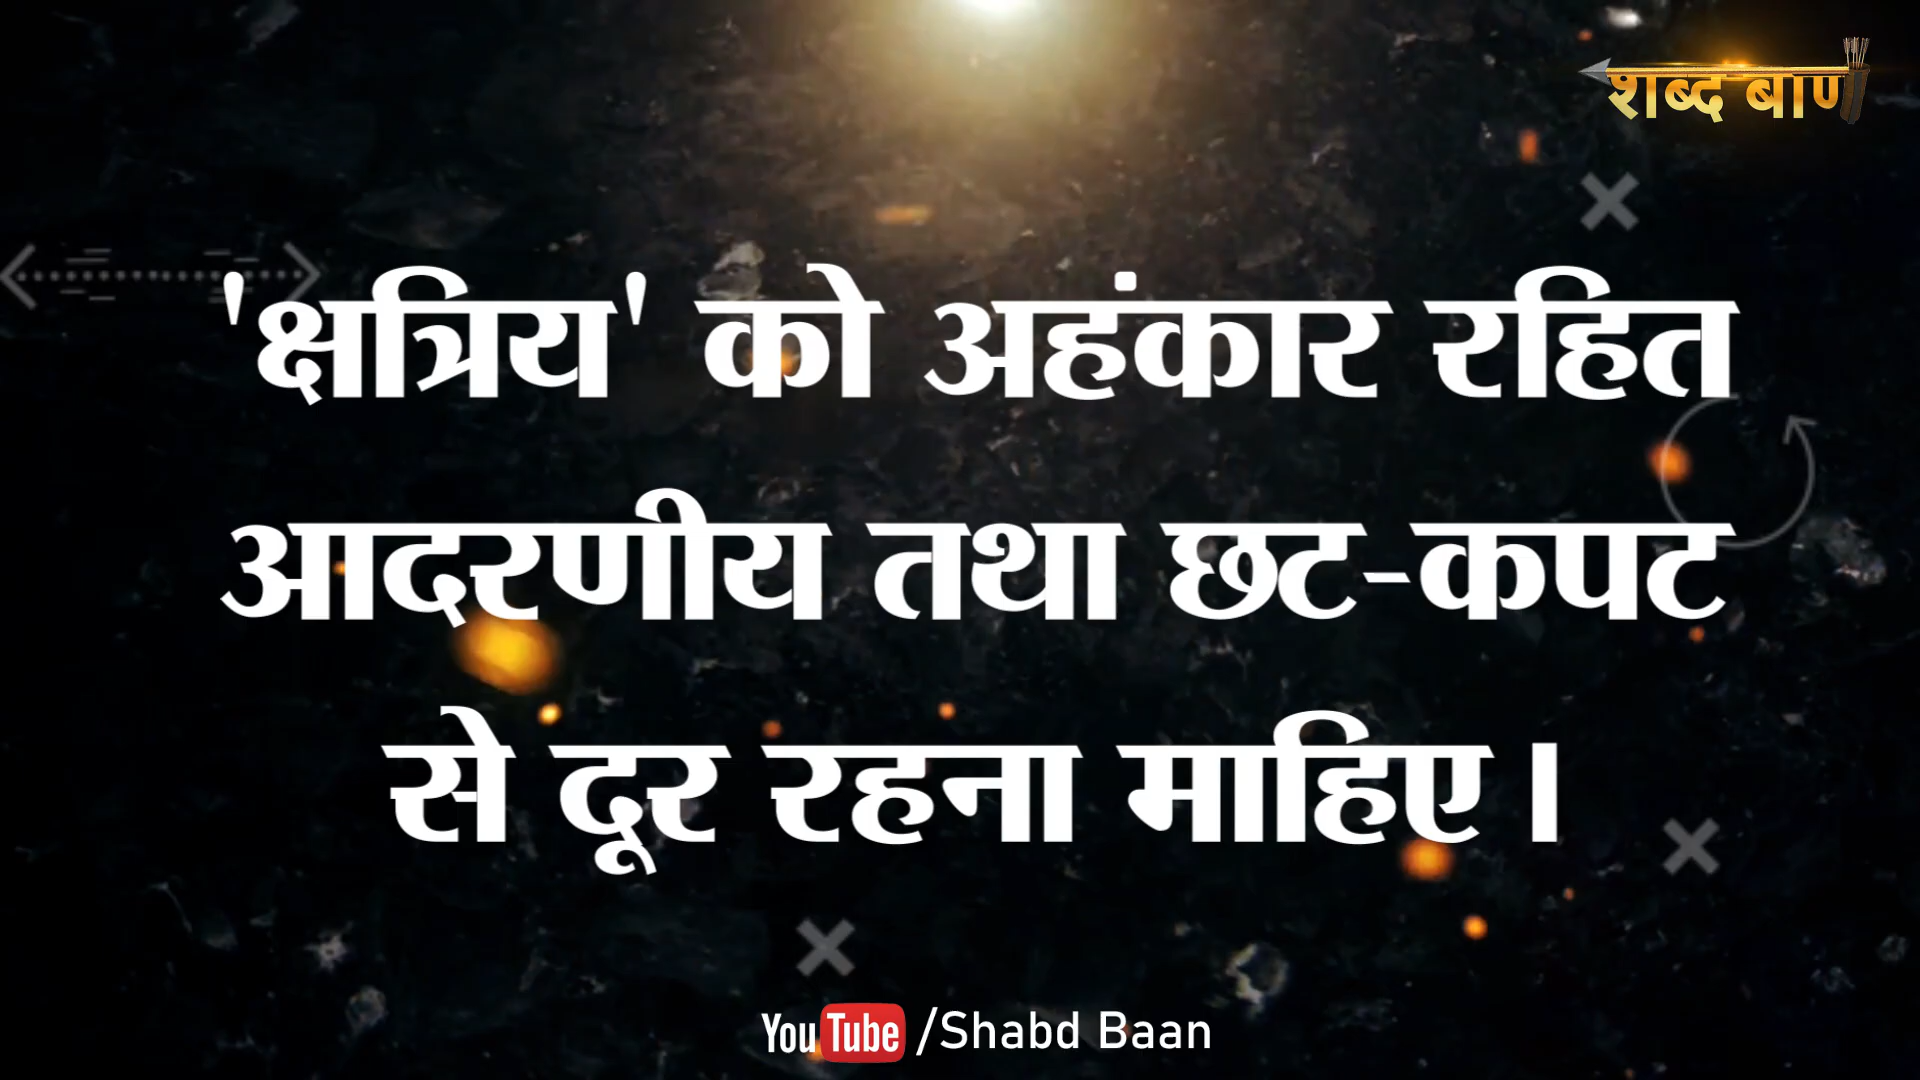 शब्द बाण
'क्षत्रिय' को अहंकार रहित
आदरणीय तथा छट-कपट
से दूर रहना माहिए।
YouTube /Shabd Baan